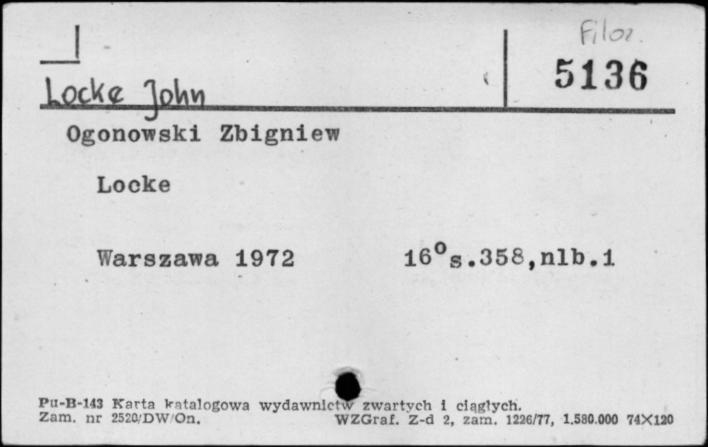 Filoz.
5136
Locke John
Ogonowski Zbigniew
Locke
Warszawa 1972 16⁰s.358,nlb.1
Pu-B-143 Karta katalogowa wydawnictw zwartych i ciągłych.
Zam. nr 2520/DW/On. WZGraf. Z-d 2, zam. 1226/77, 1.580.000 74X120